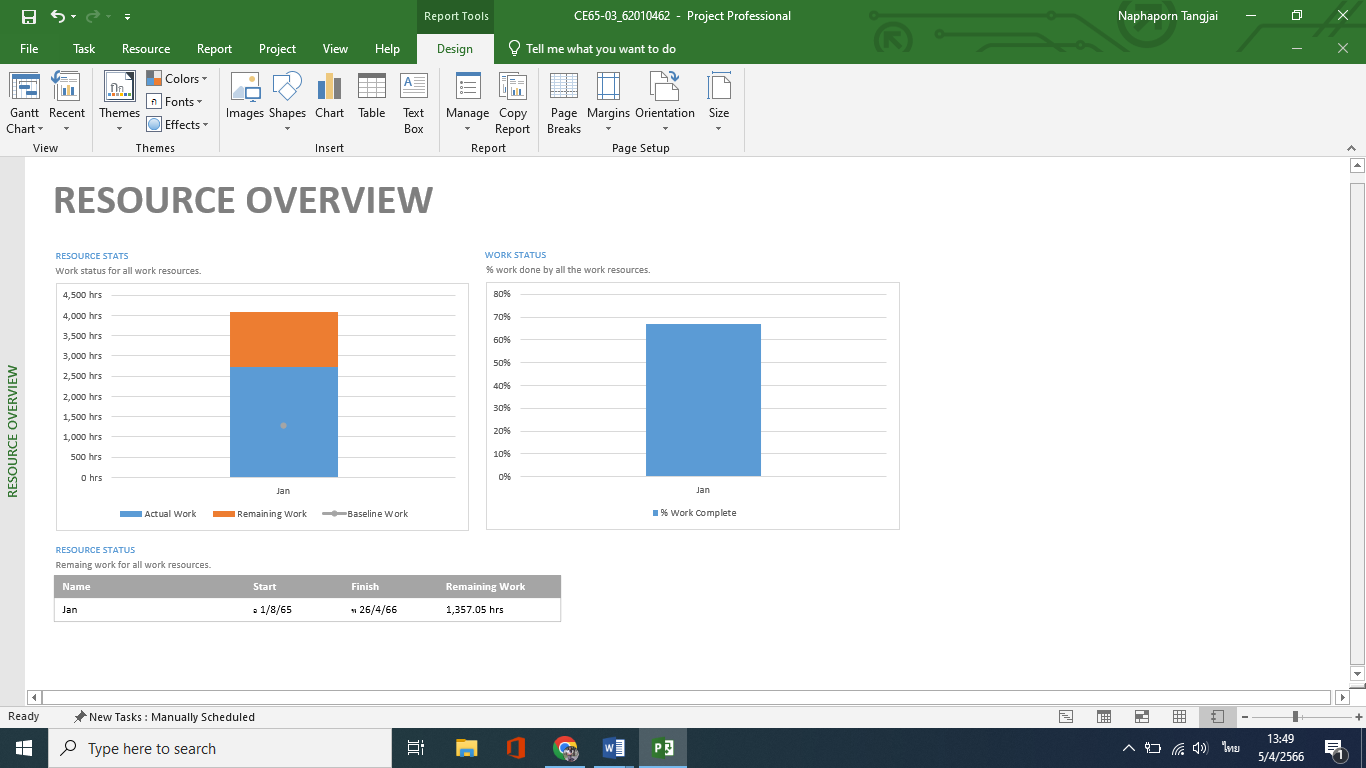 Report Tools
CE65-03_62010462 - Project Professional
Naphaporn Tangjai
File Task Resource Report Project View Help Design Tell me what you want to do
Gantt Chart
Recent
View
Themes
Colors
Fonts
Effects
Themes
Images
Shapes
Chart
Table
Text Box
Insert
Manage
Copy Report
Report
Page Breaks
Margins
Orientation
Size
Page Setup
RESOURCE OVERVIEW
RESOURCE OVERVIEW
RESOURCE STATS
Work status for all work resources.
4,500 hrs
4,000 hrs
3,500 hrs
3,000 hrs
2,500 hrs
2,000 hrs
1,500 hrs
1,000 hrs
500 hrs
0 hrs
Jan
Actual Work Remaining Work Baseline Work
WORK STATUS
% work done by all the work resources.
80%
70%
60%
50%
40%
30%
20%
10%
0%
Jan
% Work Complete
RESOURCE STATUS
Remaing work for all work resources.
Name Start Finish Remaining Work
Jan 1/8/65 26/4/66 1,357.05 hrs
Ready New Tasks : Manually Scheduled
Type here to search
ไทย
13:49
5/4/2566
1